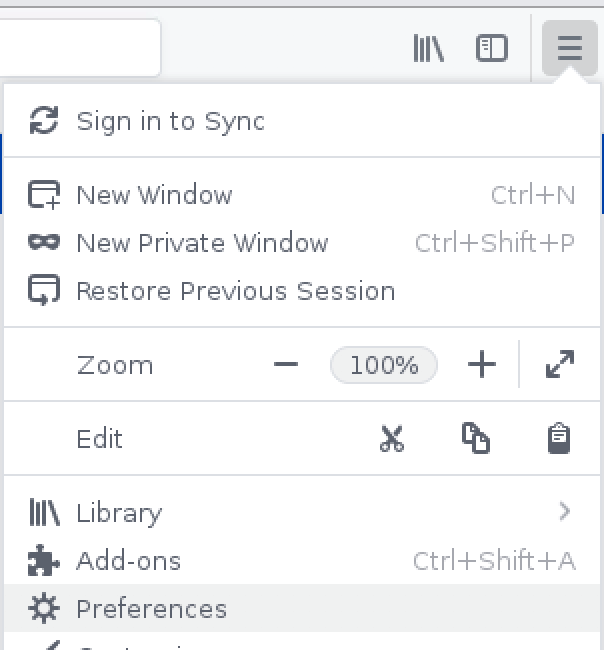 Sign in to Sync
New Window Ctrl+N
New Private Window Ctrl+Shift+P
Restore Previous Session
Zoom 100%
Edit
Library
Add-ons Ctrl+Shift+A
Preferences